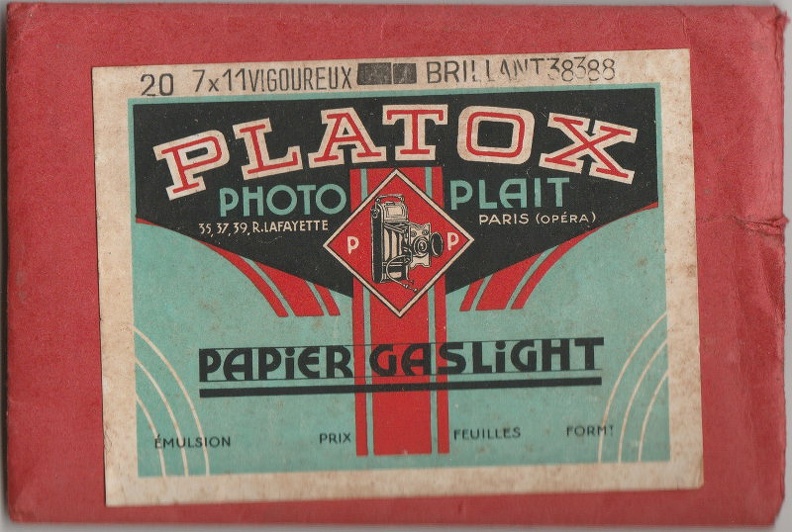 20 7x11 VIGOUREUX BRILLANT 38388
PLATOX
PHOTO PLAIT
35, 37, 39, R. LAFAYETTE PARIS (OPÉRA)
P P
PAPiER GASLiGHT
ÉMULSION PRIX FEUILLES FORMT